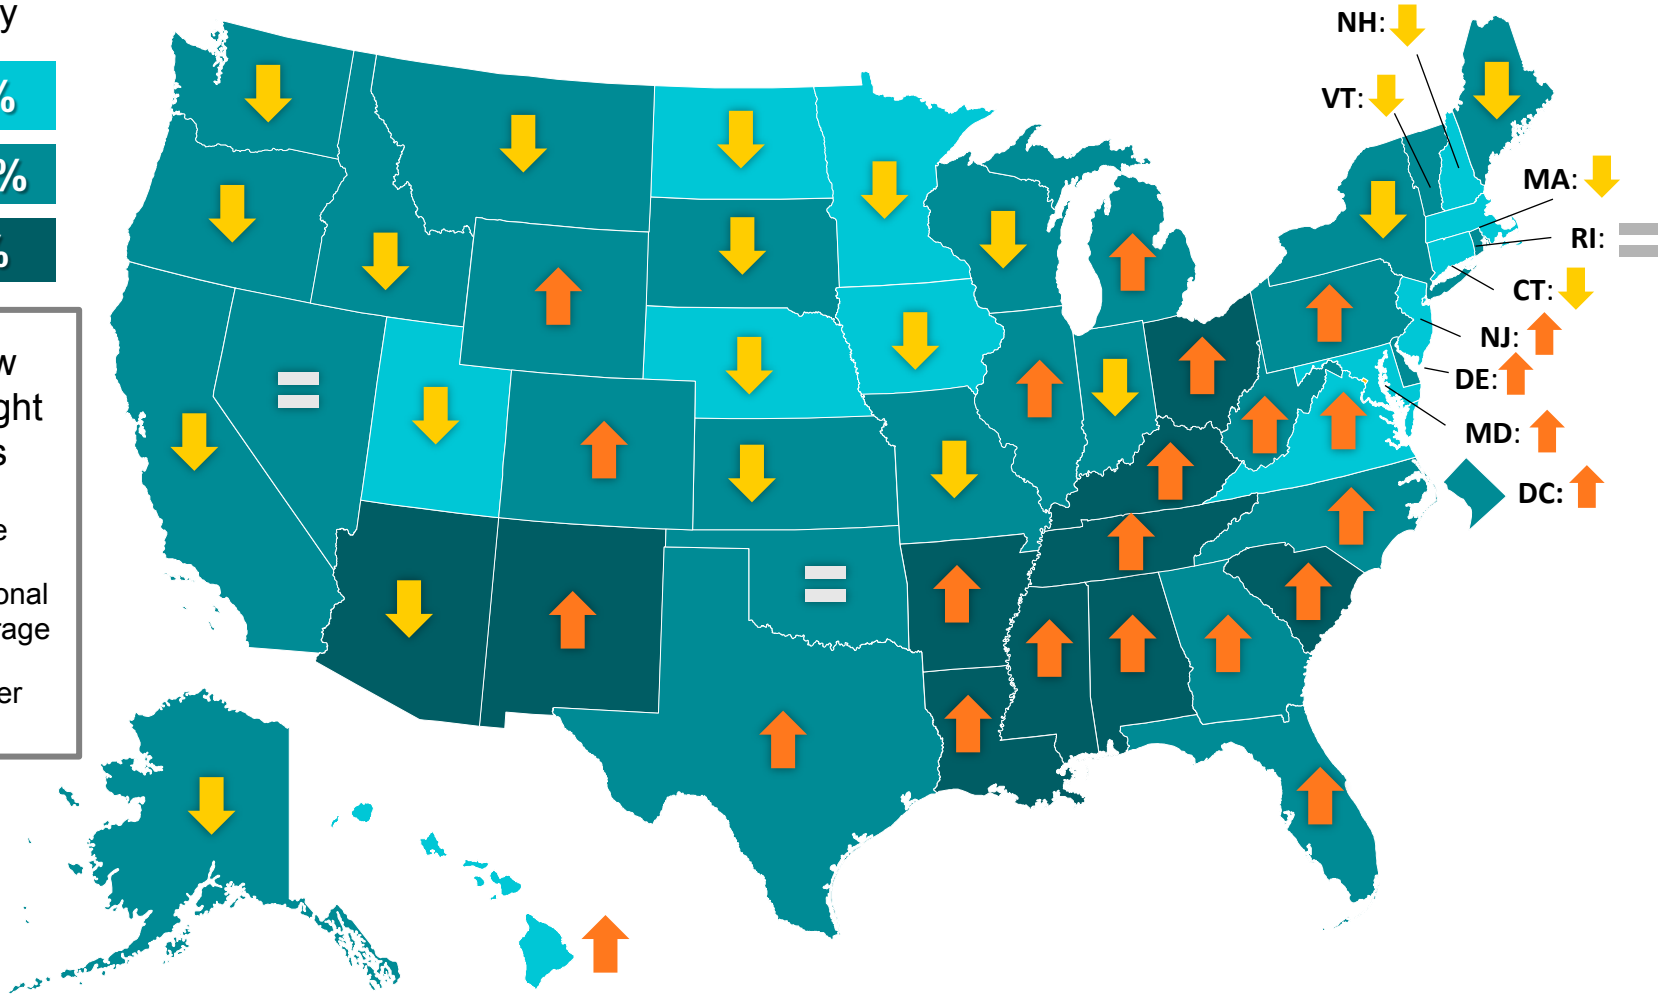 y
%
%
%
w
ght
s
e
onal
rage
er
NH:
VT:
MA:
RI:
CT:
NJ:
DE:
MD:
DC: